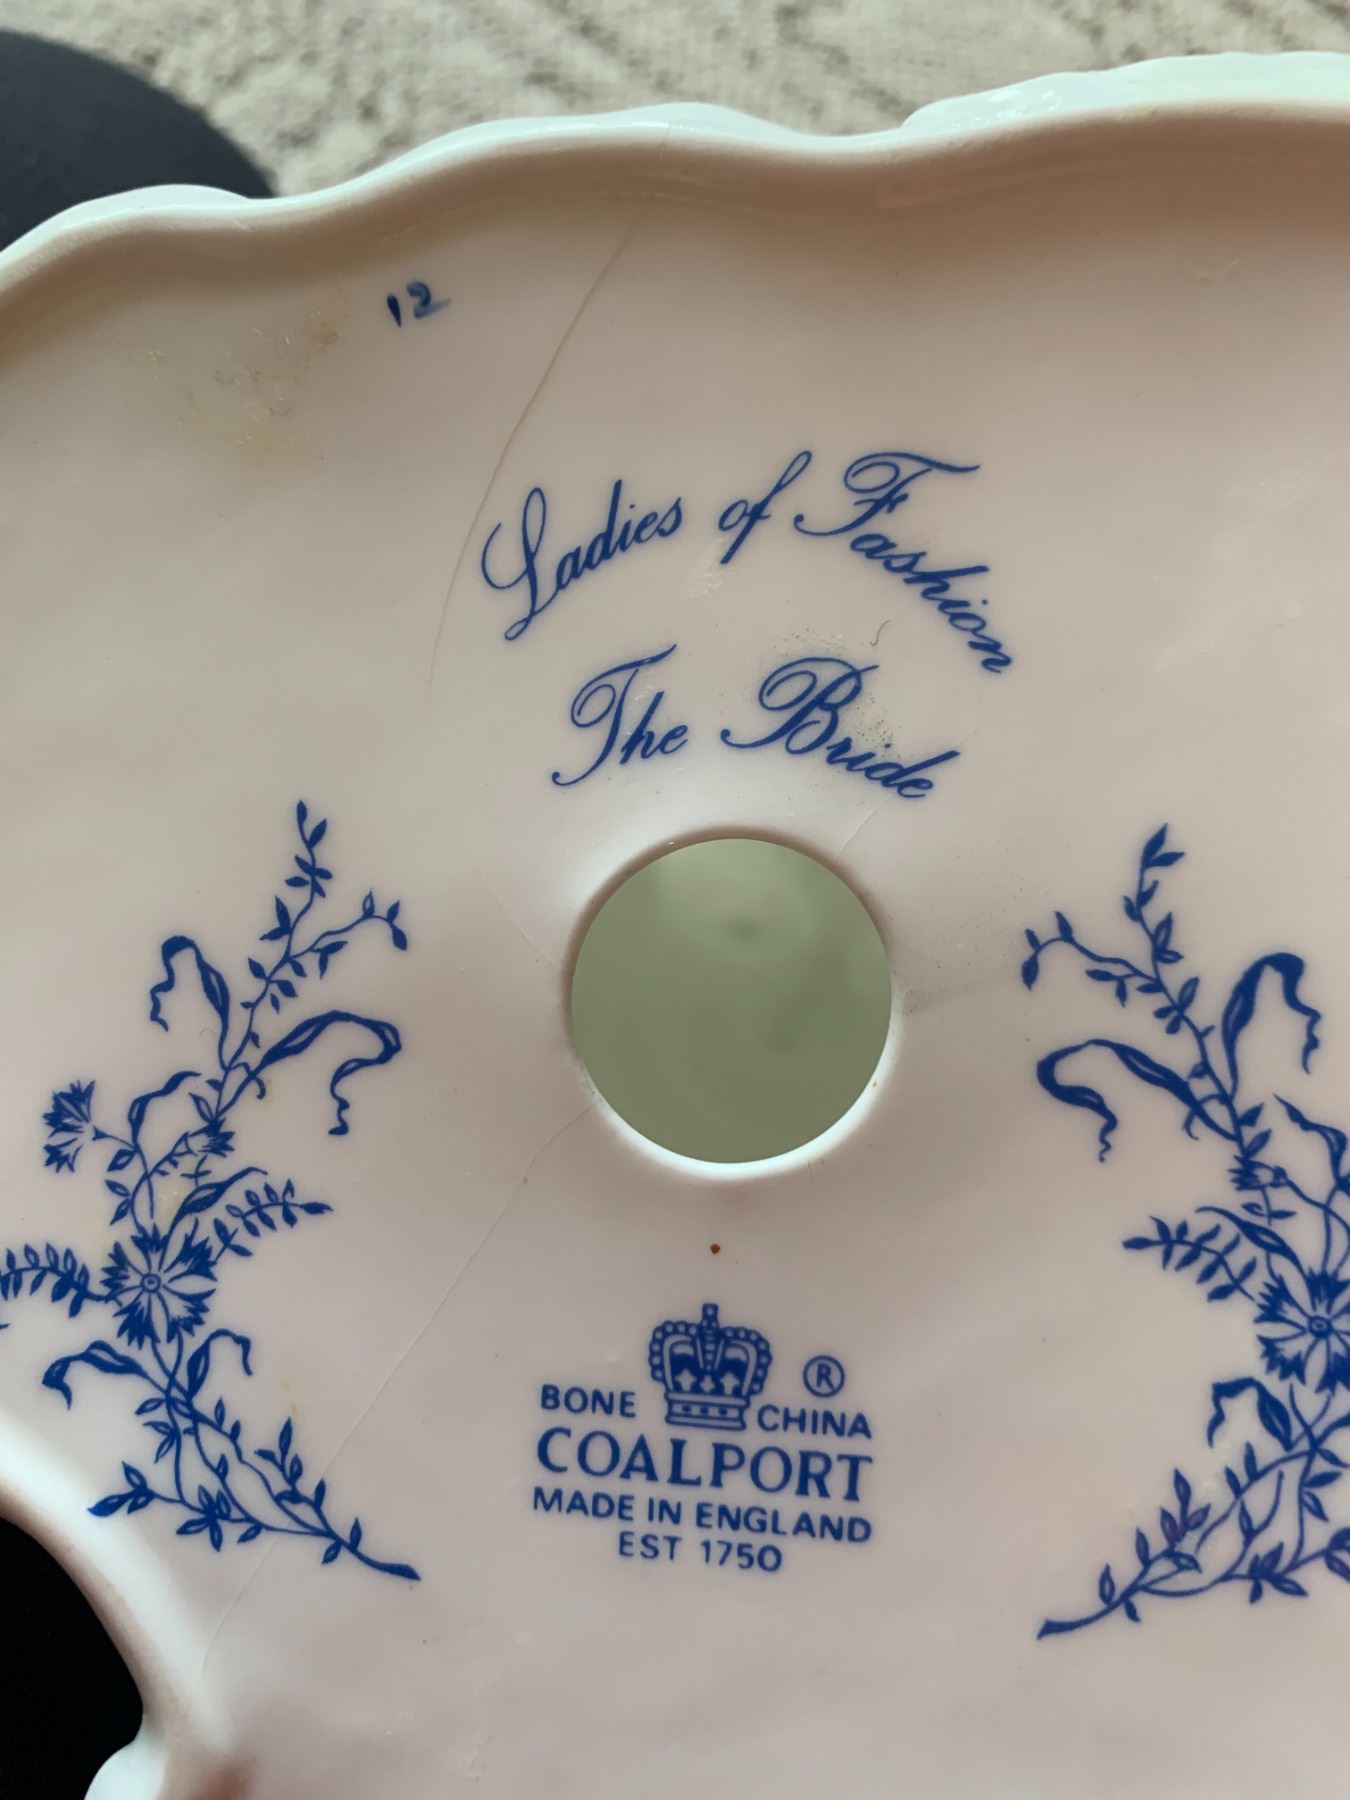 12
Ladies of Fashion
The Bride
®
BONE CHINA
COALPORT
MADE IN ENGLAND
EST 1750